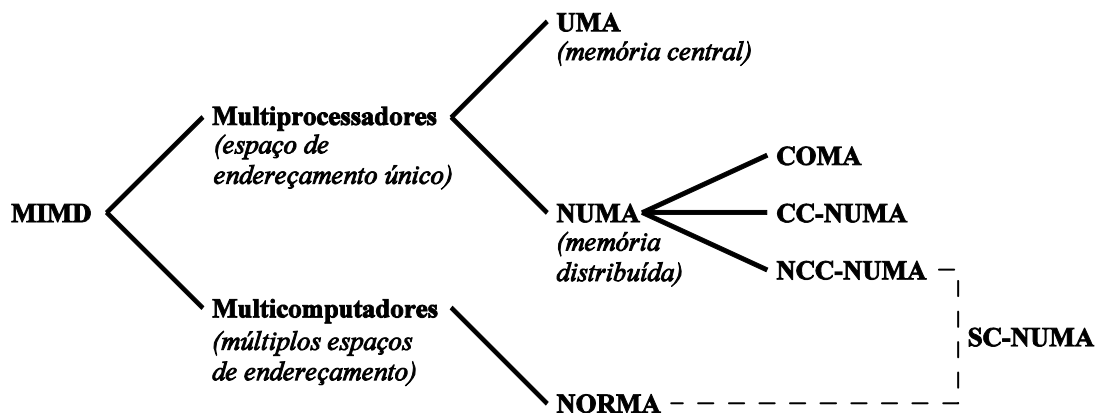 UMA
(memória central)
Multiprocessadores
(espaço de
endereçamento único)
COMA
MIMD
NUMA
CC-NUMA
(memória
distribuída)
NCC-NUMA
Multicomputadores
(múltiplos espaços
de endereçamento)
SC-NUMA
NORMA